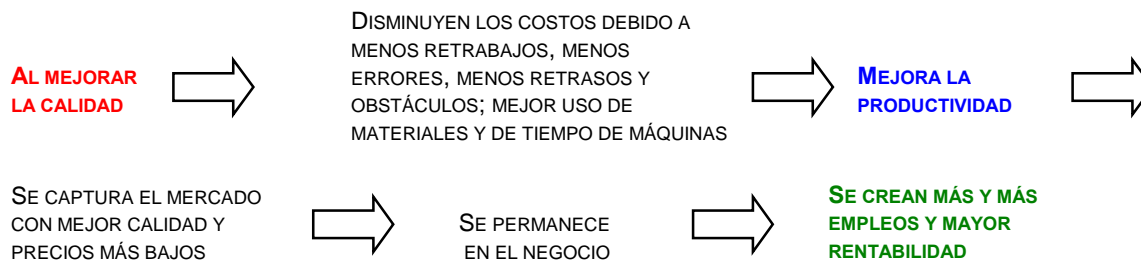 AL MEJORAR
LA CALIDAD
DISMINUYEN LOS COSTOS DEBIDO A
MENOS RETRABAJOS, MENOS
ERRORES, MENOS RETRASOS Y
OBSTÁCULOS; MEJOR USO DE
MATERIALES Y DE TIEMPO DE MÁQUINAS
MEJORA LA
PRODUCTIVIDAD
SE CAPTURA EL MERCADO
CON MEJOR CALIDAD Y
PRECIOS MÁS BAJOS
SE PERMANECE
EN EL NEGOCIO
SE CREAN MÁS Y MÁS
EMPLEOS Y MAYOR
RENTABILIDAD